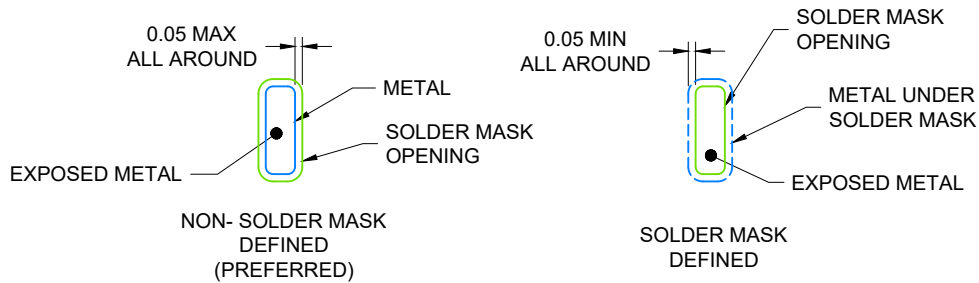 0.05 MAX
ALL AROUND
METAL
SOLDER MASK
OPENING
EXPOSED METAL
NON- SOLDER MASK
DEFINED
(PREFERRED)
0.05 MIN
ALL AROUND
SOLDER MASK
OPENING
METAL UNDER
SOLDER MASK
EXPOSED METAL
SOLDER MASK
DEFINED